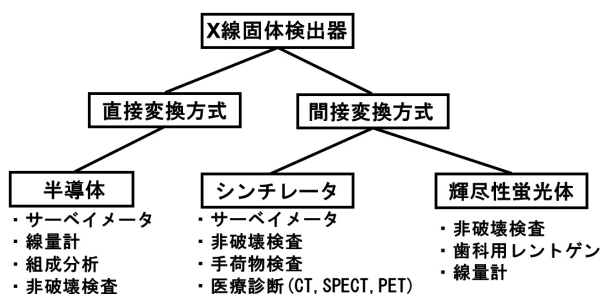 X線固体検出器
直接変換方式
間接変換方式
半導体
・サーベイメータ
・線量計
・組成分析
・非破壊検査
シンチレータ
・サーベイメータ
・非破壊検査
・手荷物検査
・医療診断(CT, SPECT, PET)
輝尽性蛍光体
・非破壊検査
・歯科用レントゲン
・線量計